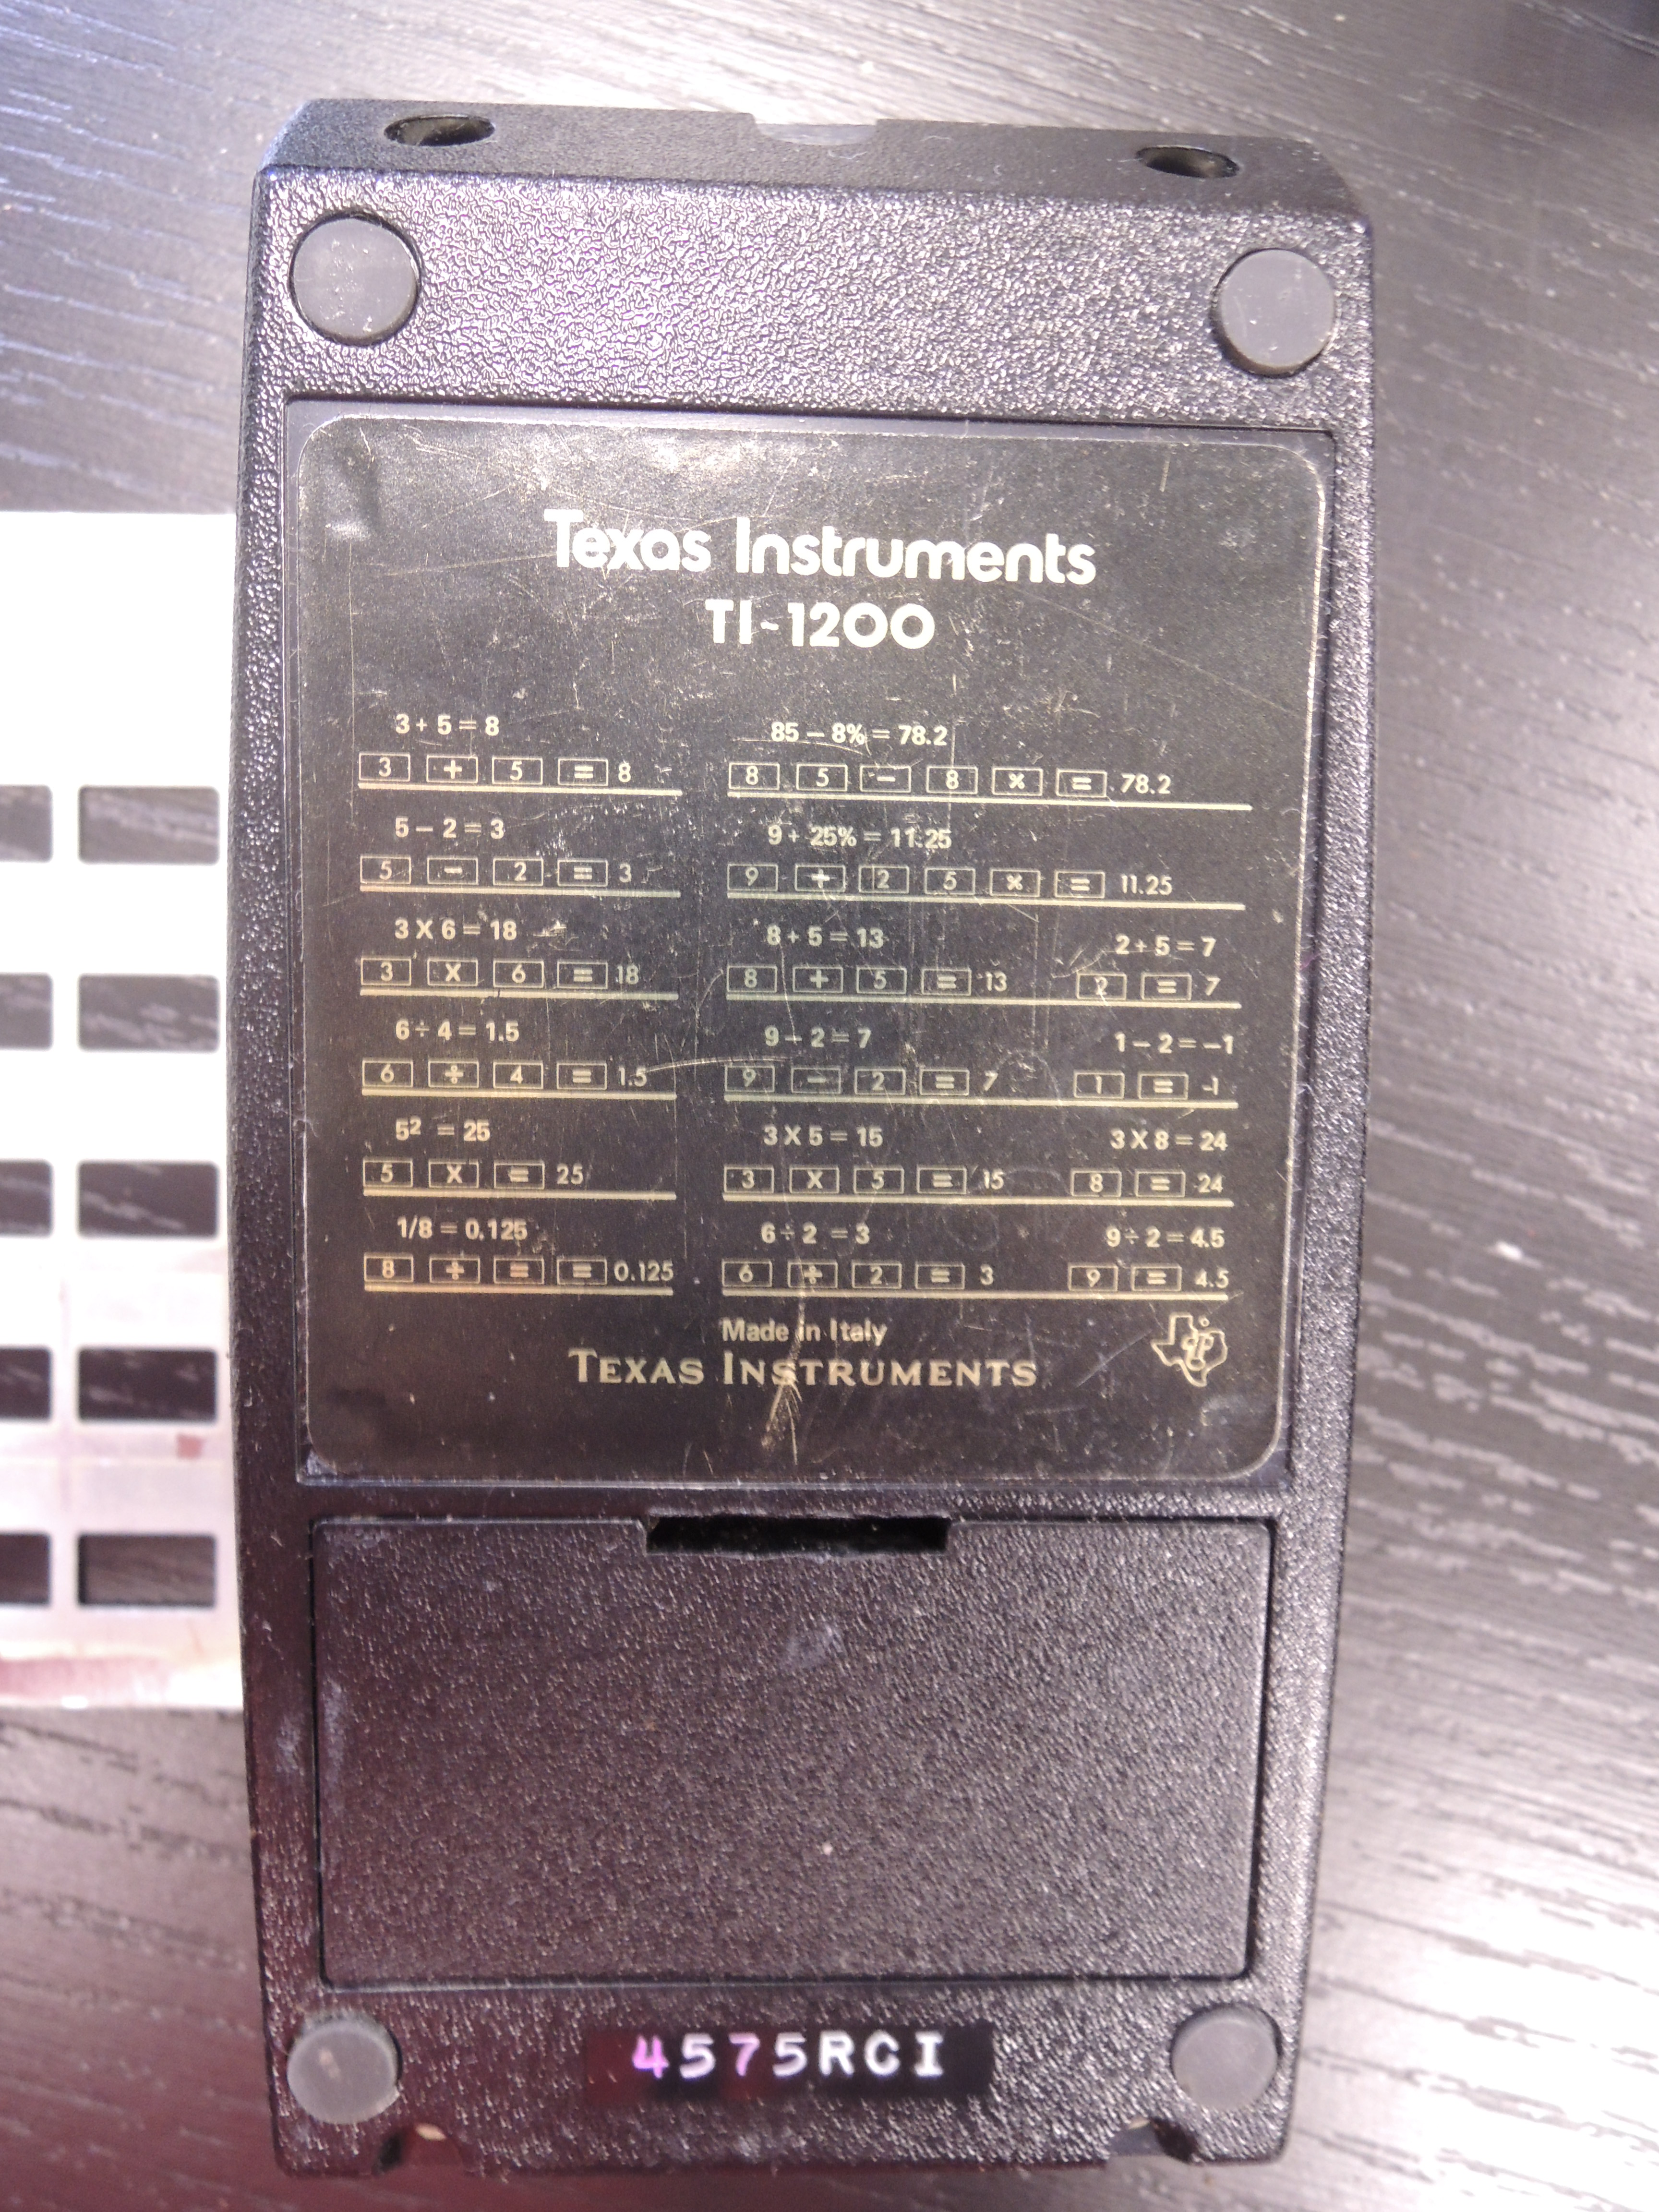 Texas Instruments
TI-1200
3 + 5 = 8
3 + 5 = 8
5 − 2 = 3
5 − 2 = 3
3 X 6 = 18
3 X 6 = 18
6 ÷ 4 = 1.5
6 ÷ 4 = 1.5
5² = 25
5 X = 25
1/8 = 0.125
8 ÷ = = 0.125
85 − 8% = 78.2
8 5 − 8 % = 78.2
9 + 25% = 11.25
9 + 2 5 % = 11.25
8 + 5 = 13 2 + 5 = 7
8 + 5 = 13 2 = 7
9 − 2 = 7 1 − 2 = −1
9 − 2 = 7 1 = -1
3 X 5 = 15 3 X 8 = 24
3 X 5 = 15 8 = 24
6 ÷ 2 = 3 9 ÷ 2 = 4.5
6 ÷ 2 = 3 9 = 4.5
Made in Italy
TEXAS INSTRUMENTS
4575RCI